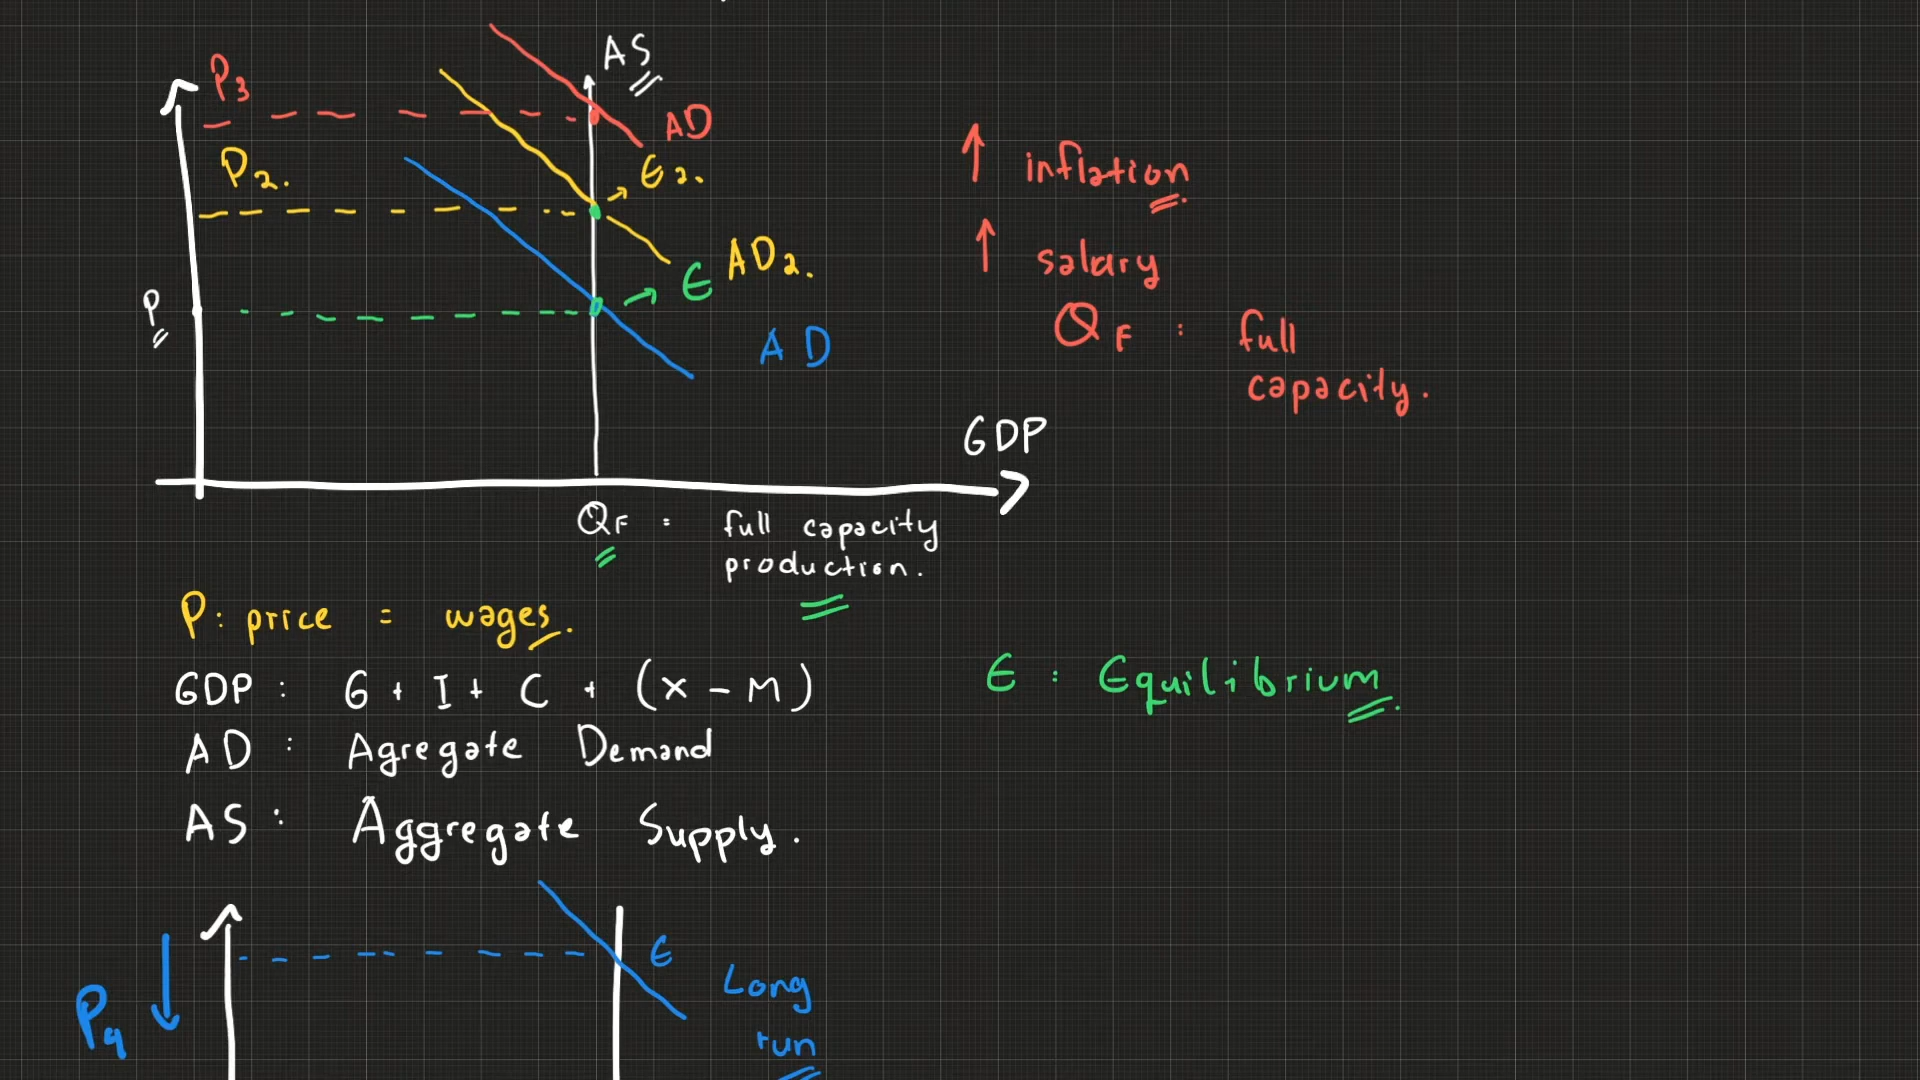 P3
AS
AD
P2.
E2.
inflation
AD2.
salary
E
P
AD
QF : full
capacity.
GDP
QF : full capacity
production.
P: price = wages.
GDP : G + I + C + (X - M)
E : Equilibrium.
AD : Agregate Demand
AS : Aggregate Supply.
E
Long
run